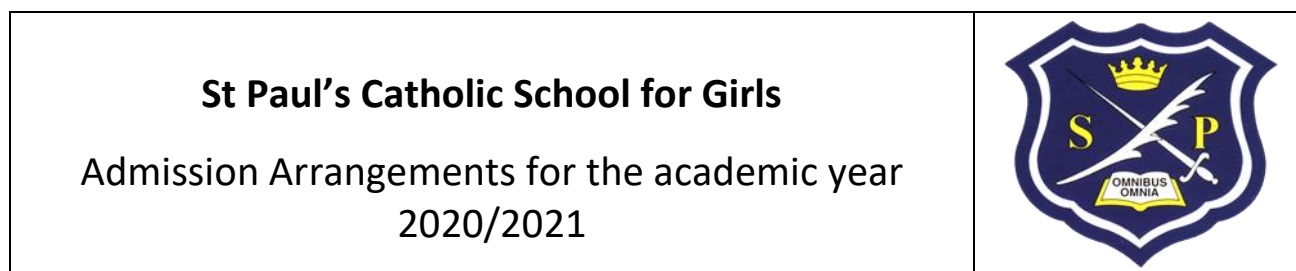 St Paul’s Catholic School for Girls
Admission Arrangements for the academic year
2020/2021
S P
OMNIBUS
OMNIA